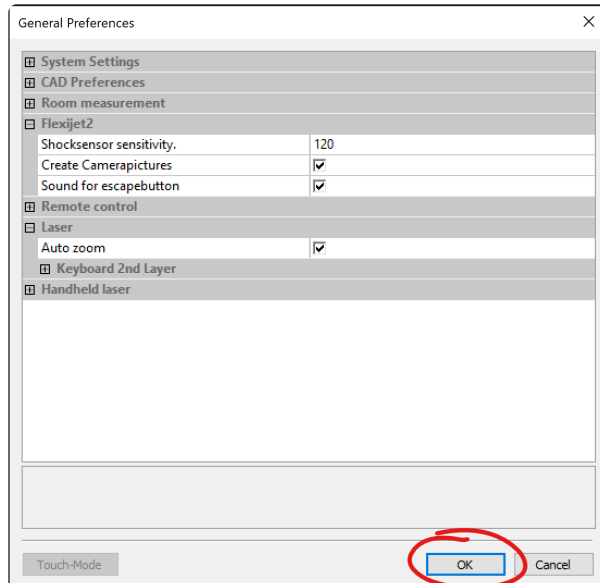 General Preferences
System Settings
CAD Preferences
Room measurement
Flexijet2
Shocksensor sensitivity. 120
Create Camerapictures
Sound for escapebutton
Remote control
Laser
Auto zoom
Keyboard 2nd Layer
Handheld laser
Touch-Mode OK Cancel